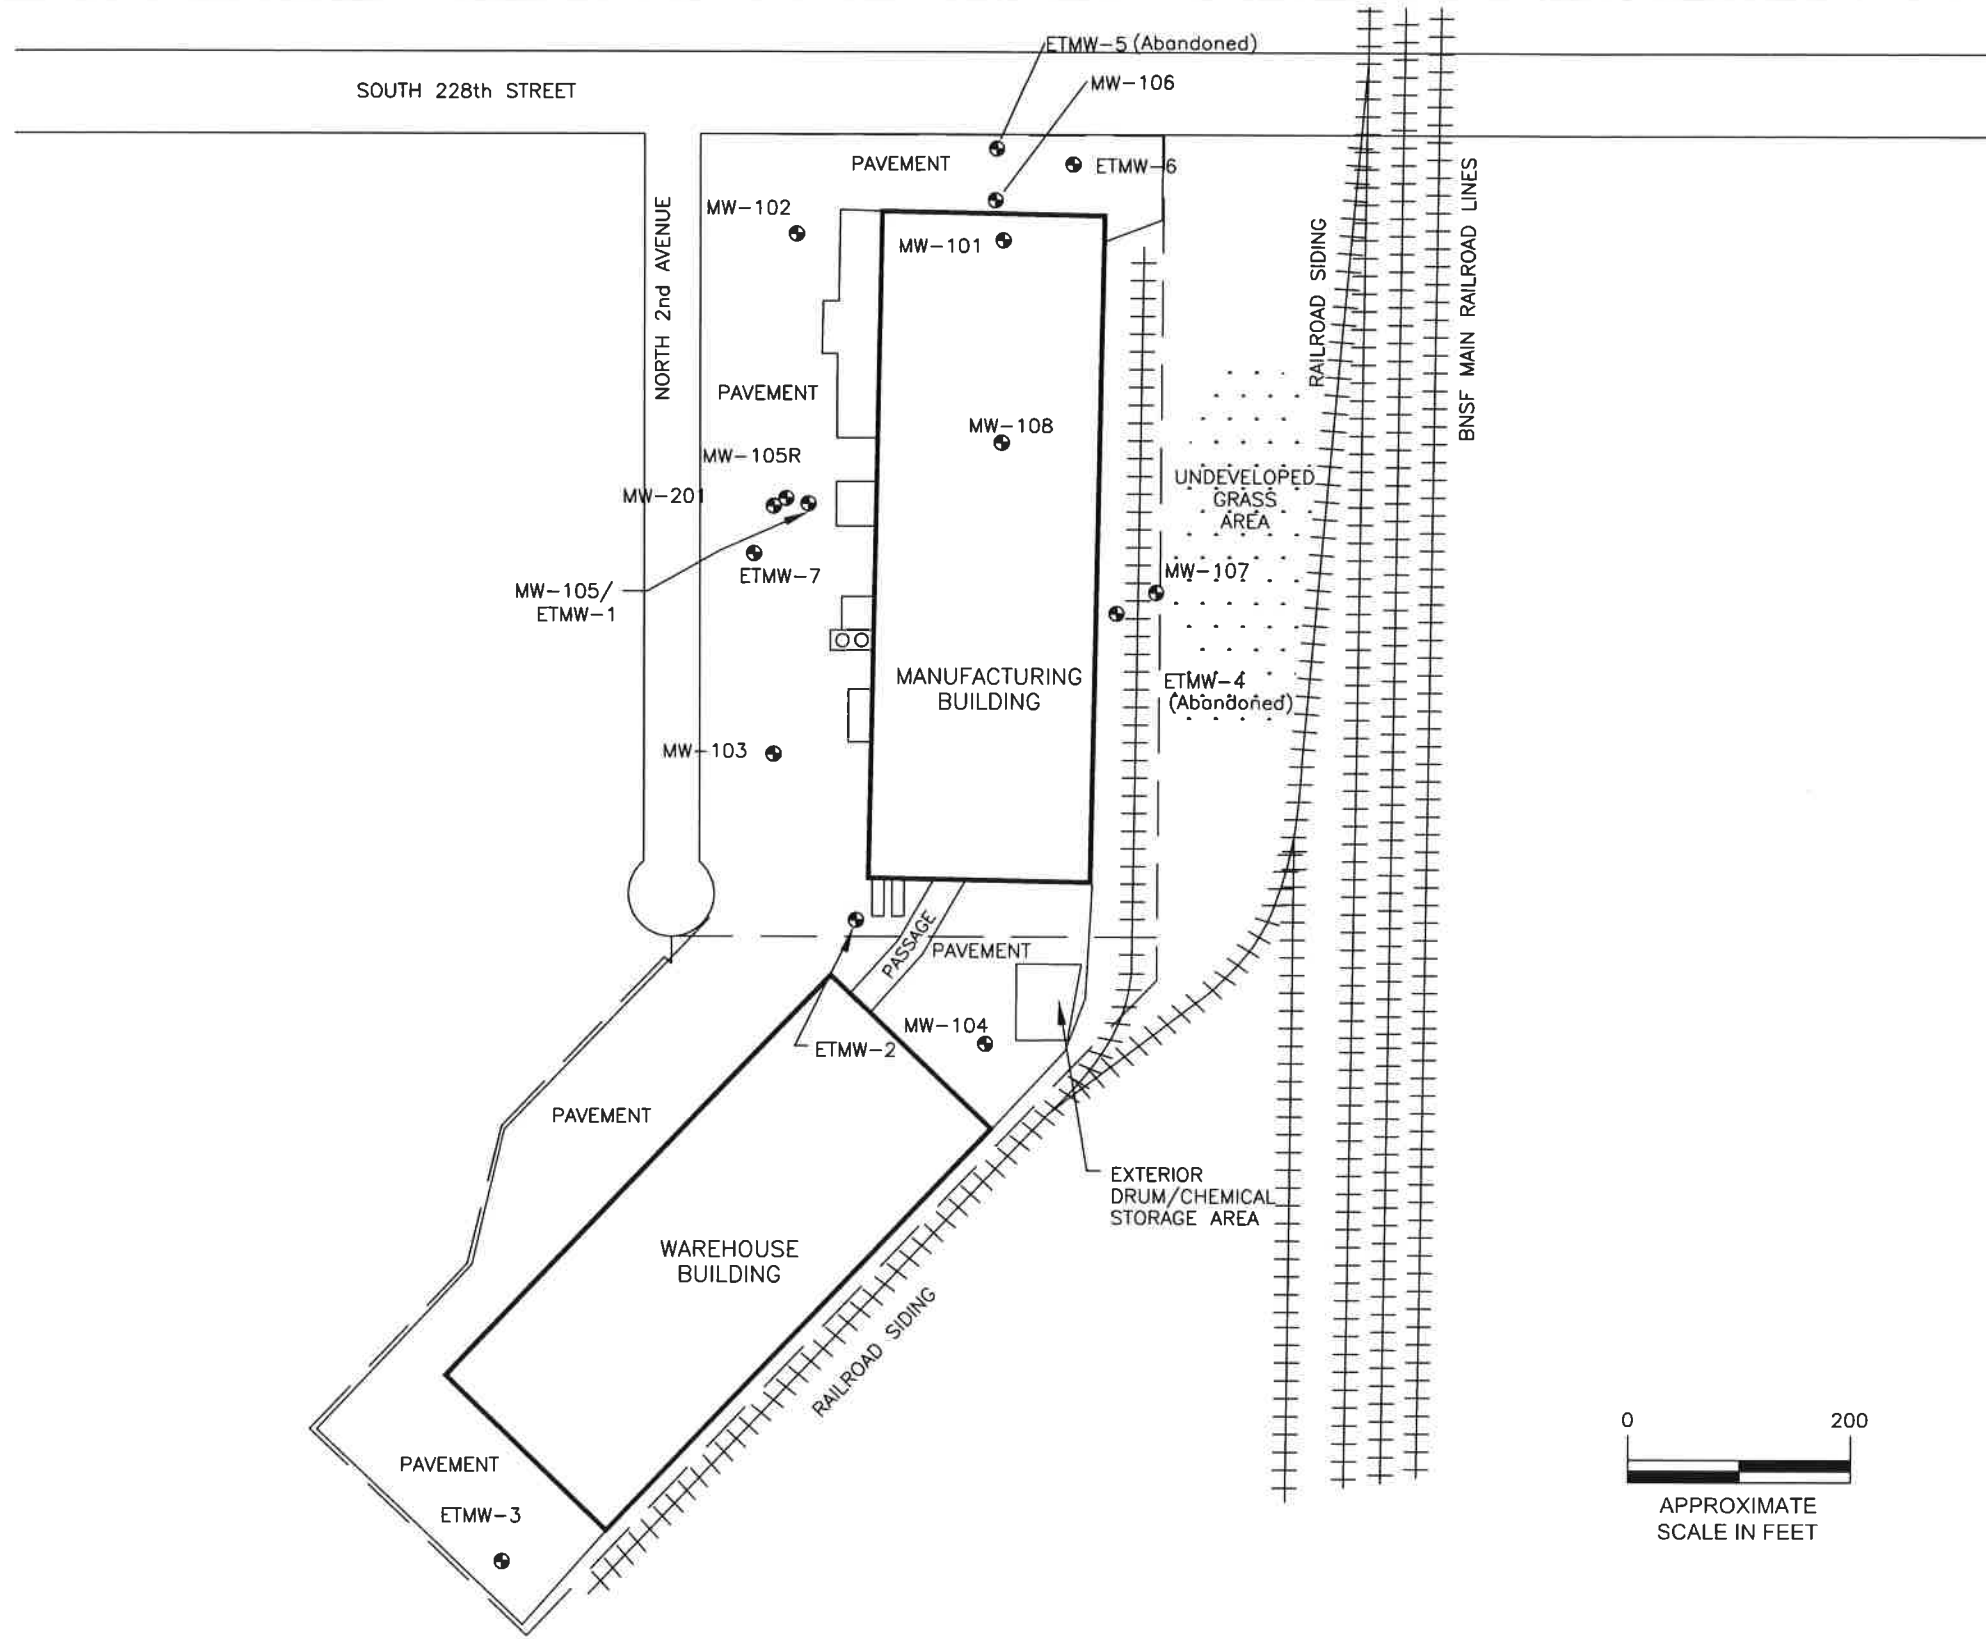 ETMW-5 (Abandoned)
MW-106
SOUTH 228th STREET
PAVEMENT
ETMW-6
MW-102
MW-101
NORTH 2nd AVENUE
RAILROAD SIDING
BNSF MAIN RAILROAD LINES
PAVEMENT
MW-108
MW-105R
MW-201
UNDEVELOPED
GRASS
AREA
MW-107
ETMW-7
MW-105/
ETMW-1
MANUFACTURING
BUILDING
ETMW-4
(Abandoned)
MW-103
PASSAGE
PAVEMENT
MW-104
ETMW-2
PAVEMENT
EXTERIOR
DRUM/CHEMICAL
STORAGE AREA
WAREHOUSE
BUILDING
RAILROAD SIDING
PAVEMENT
ETMW-3
0 200
APPROXIMATE
SCALE IN FEET